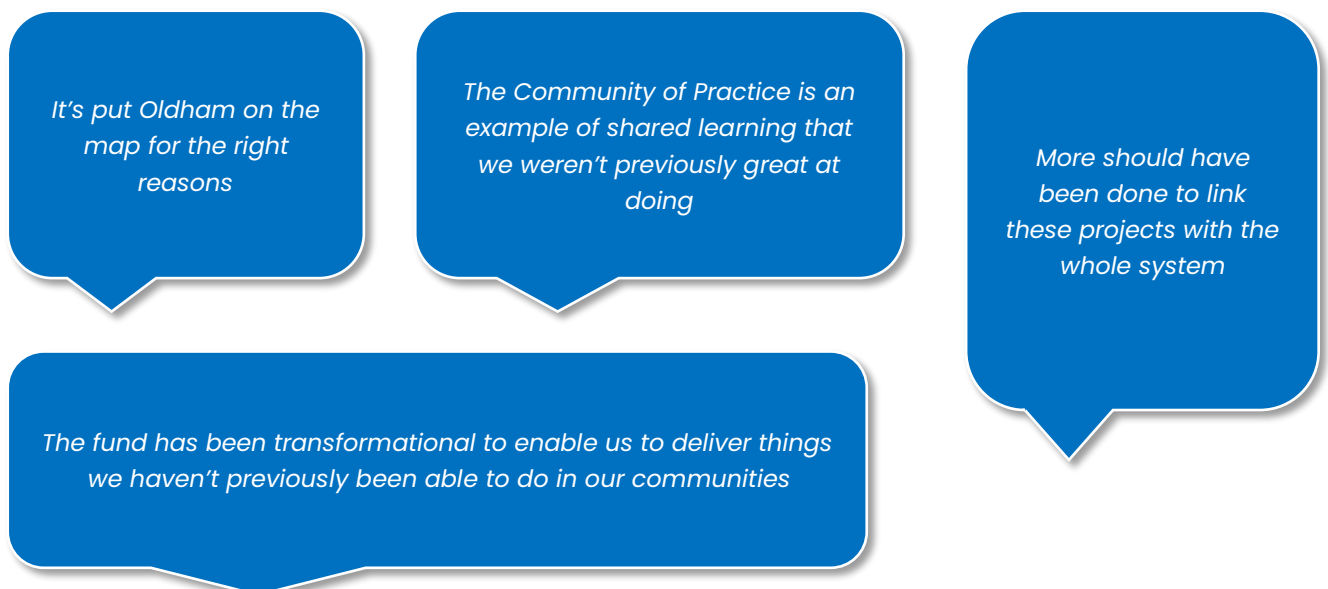 It’s put Oldham on the
map for the right
reasons
The Community of Practice is an
example of shared learning that
we weren’t previously great at
doing
More should have
been done to link
these projects with the
whole system
The fund has been transformational to enable us to deliver things
we haven’t previously been able to do in our communities